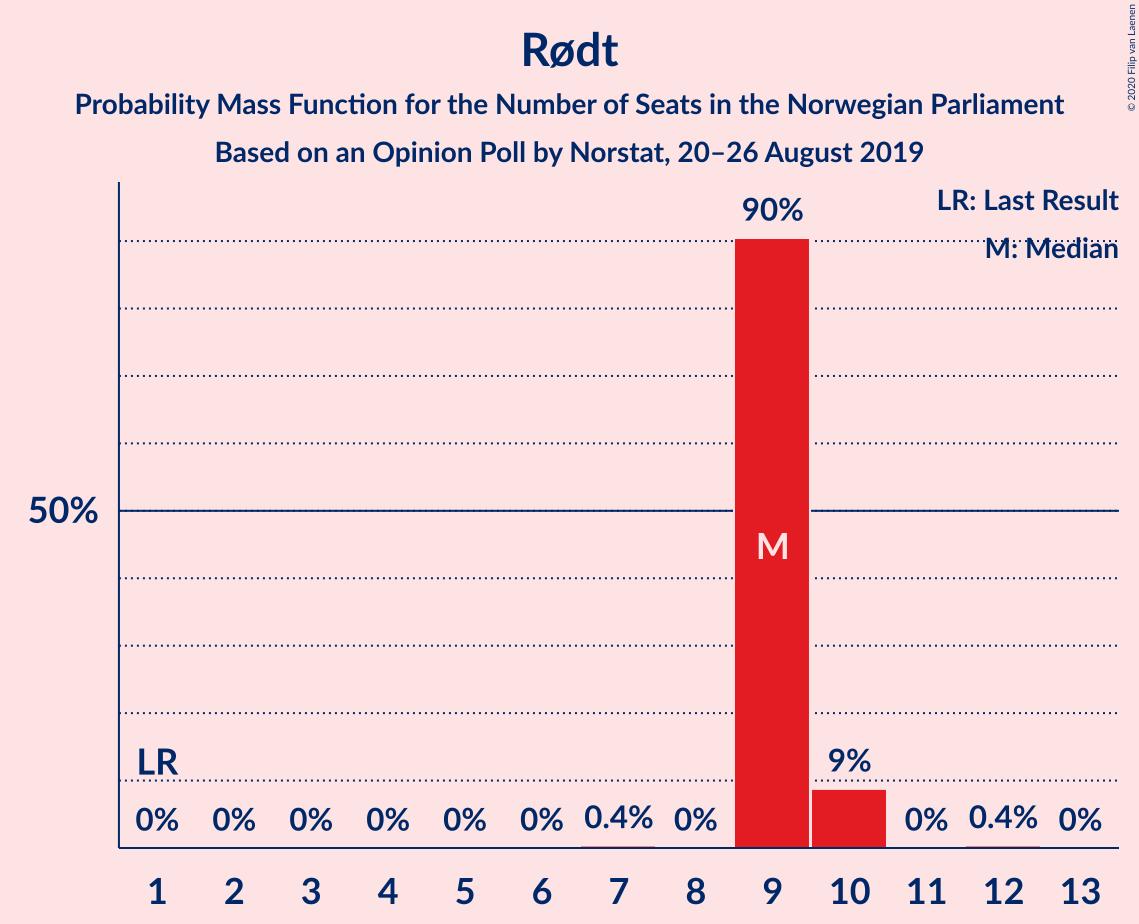 Rødt
Probability Mass Function for the Number of Seats in the Norwegian Parliament
Based on an Opinion Poll by Norstat, 20–26 August 2019
© 2020 Filip van Laenen
LR: Last Result
M: Median
90%
50%
M
LR
9%
0% 0% 0% 0% 0% 0% 0.4% 0% 0% 0.4% 0%
1 2 3 4 5 6 7 8 9 10 11 12 13